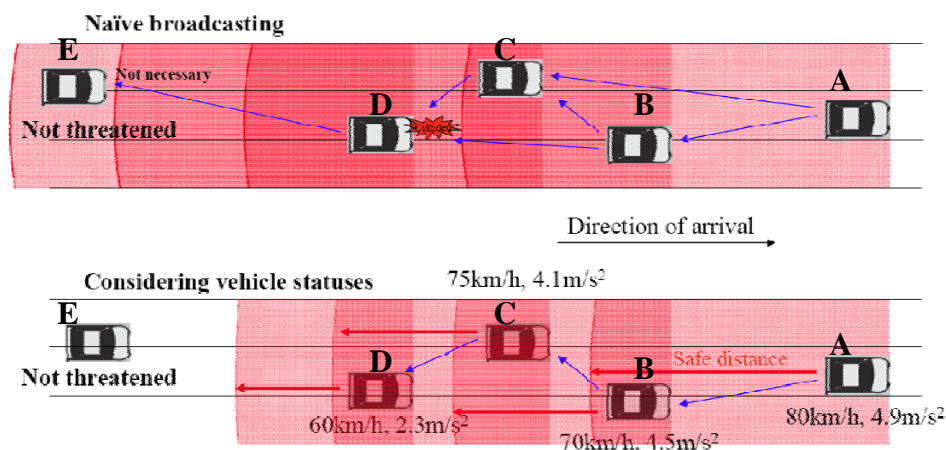 Naïve broadcasting
E
C
A
Not necessary
D
B
Not threatened
Direction of arrival
Considering vehicle statuses
75km/h, 4.1m/s²
E
C
D
B
Safe distance
A
Not threatened
60km/h, 2.3m/s²
70km/h, 4.5m/s²
80km/h, 4.9m/s²